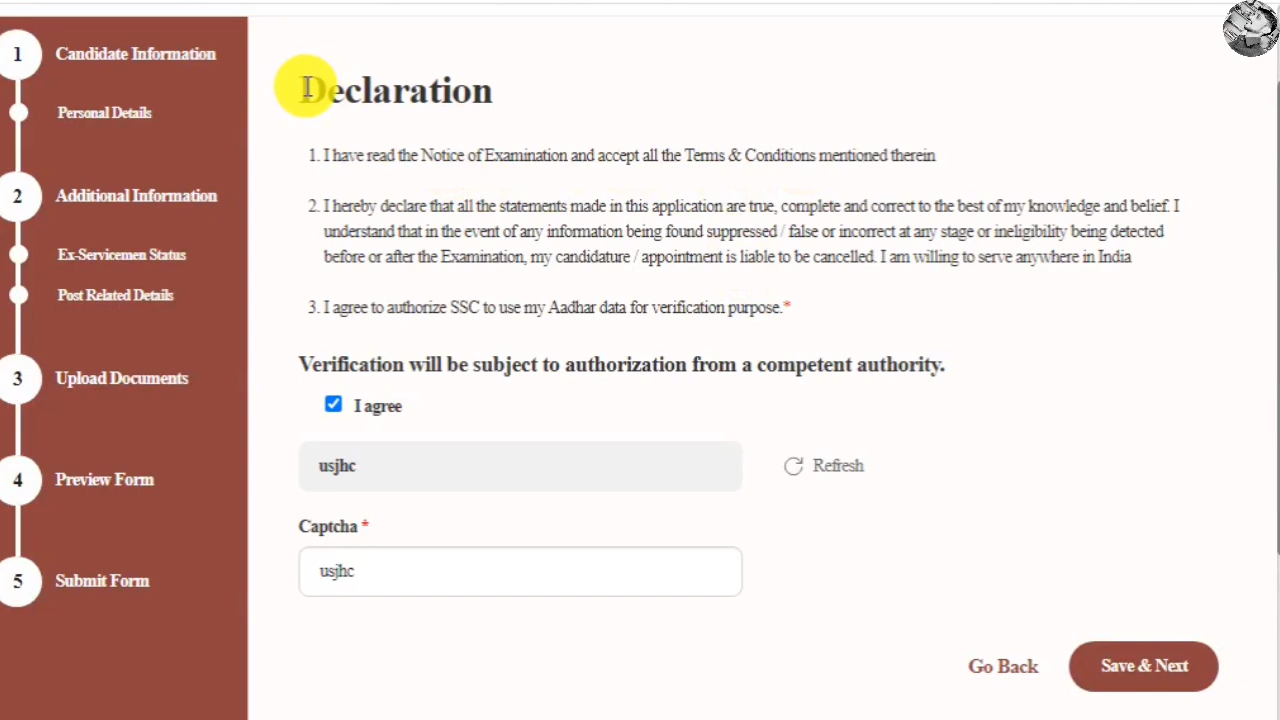 1 Candidate Information
Personal Details
2 Additional Information
Ex-Servicemen Status
Post Related Details
3 Upload Documents
4 Preview Form
5 Submit Form
Declaration
1. I have read the Notice of Examination and accept all the Terms & Conditions mentioned therein
2. I hereby declare that all the statements made in this application are true, complete and correct to the best of my knowledge and belief. I
understand that in the event of any information being found suppressed / false or incorrect at any stage or ineligibility being detected
before or after the Examination, my candidature / appointment is liable to be cancelled. I am willing to serve anywhere in India
3. I agree to authorize SSC to use my Aadhar data for verification purpose.*
Verification will be subject to authorization from a competent authority.
I agree
usjhc
Refresh
Captcha *
usjhc
Go Back
Save & Next